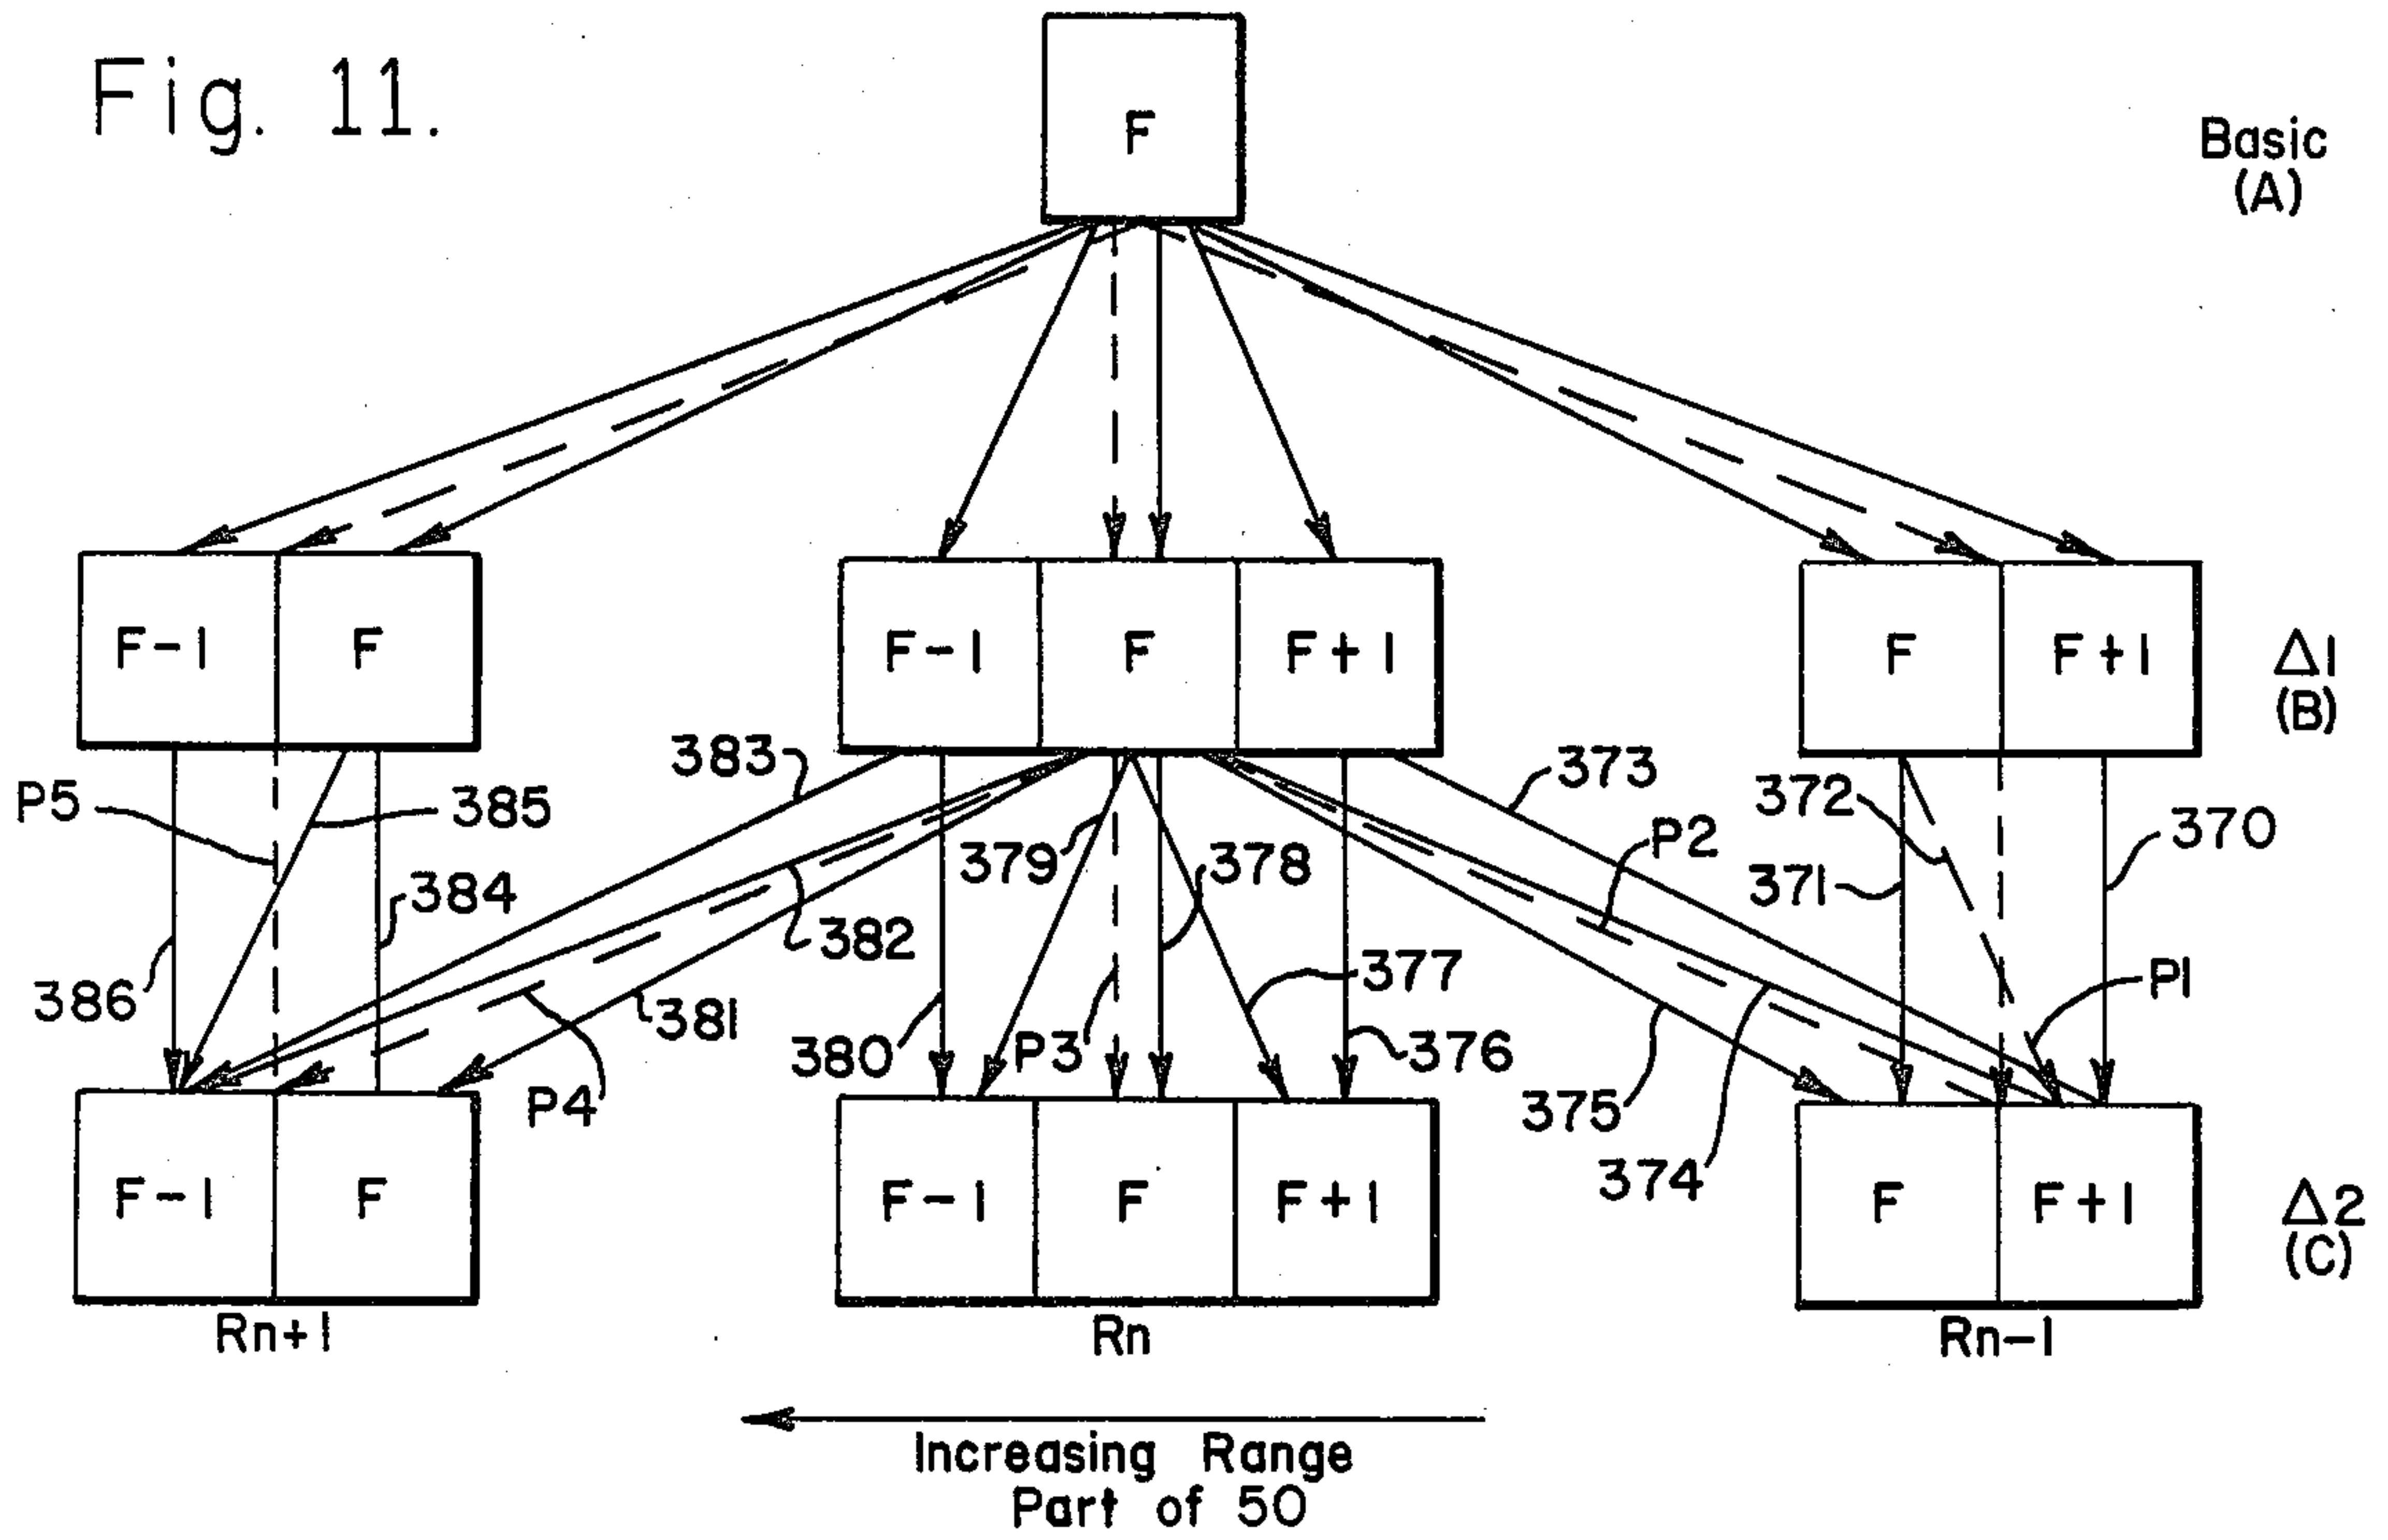 Fig. 11.
F
Basic
(A)
F-1 F
F-1 F F+1
F F+1
Δ1
(B)
383
373
372
P5
385
379
378
P2
370
384
382
371
386
381
380
P3
377
376
P1
P4
375
374
F-1 F
F-1 F F+1
F F+1
Δ2
(C)
Rn+1
Rn
Rn-1
Increasing Range
Part of 50